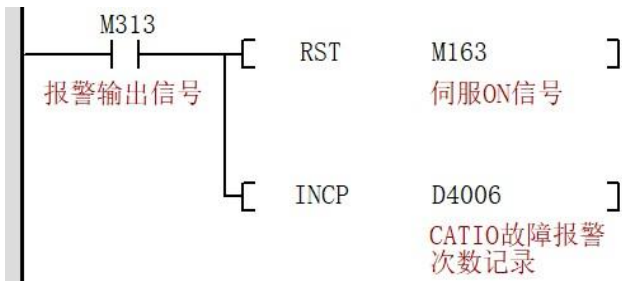 M313
RST M163
报警输出信号 伺服ON信号
INCP D4006
CATIO故障报警
次数记录